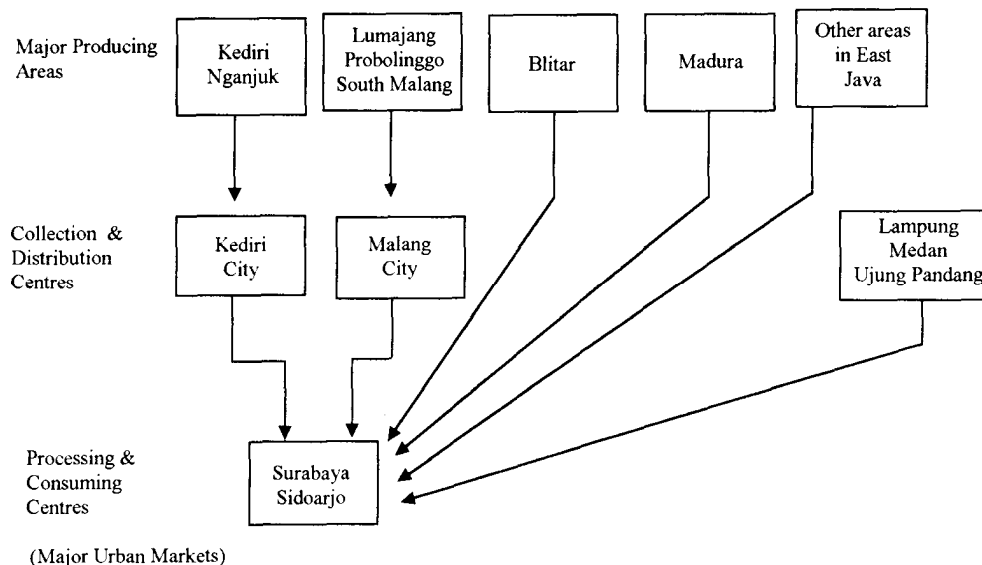 Major Producing
Areas
Kediri
Nganjuk
Lumajang
Probolinggo
South Malang
Blitar
Madura
Other areas
in East
Java
Collection &
Distribution
Centres
Kediri
City
Malang
City
Lampung
Medan
Ujung Pandang
Processing &
Consuming
Centres
Surabaya
Sidoarjo
(Major Urban Markets)